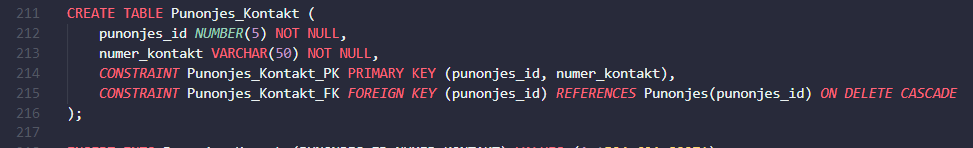 211 CREATE TABLE Punonjes_Kontakt (
212 punonjes_id NUMBER(5) NOT NULL,
213 numer_kontakt VARCHAR(50) NOT NULL,
214 CONSTRAINT Punonjes_Kontakt_PK PRIMARY KEY (punonjes_id, numer_kontakt),
215 CONSTRAINT Punonjes_Kontakt_FK FOREIGN KEY (punonjes_id) REFERENCES Punonjes(punonjes_id) ON DELETE CASCADE
216 );
217